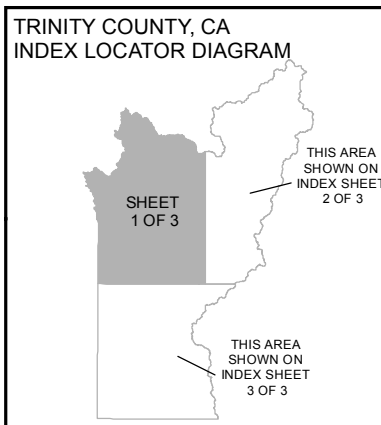 TRINITY COUNTY, CA
INDEX LOCATOR DIAGRAM
THIS AREA
SHOWN ON
INDEX SHEET
2 OF 3
SHEET
1 OF 3
THIS AREA
SHOWN ON
INDEX SHEET
3 OF 3